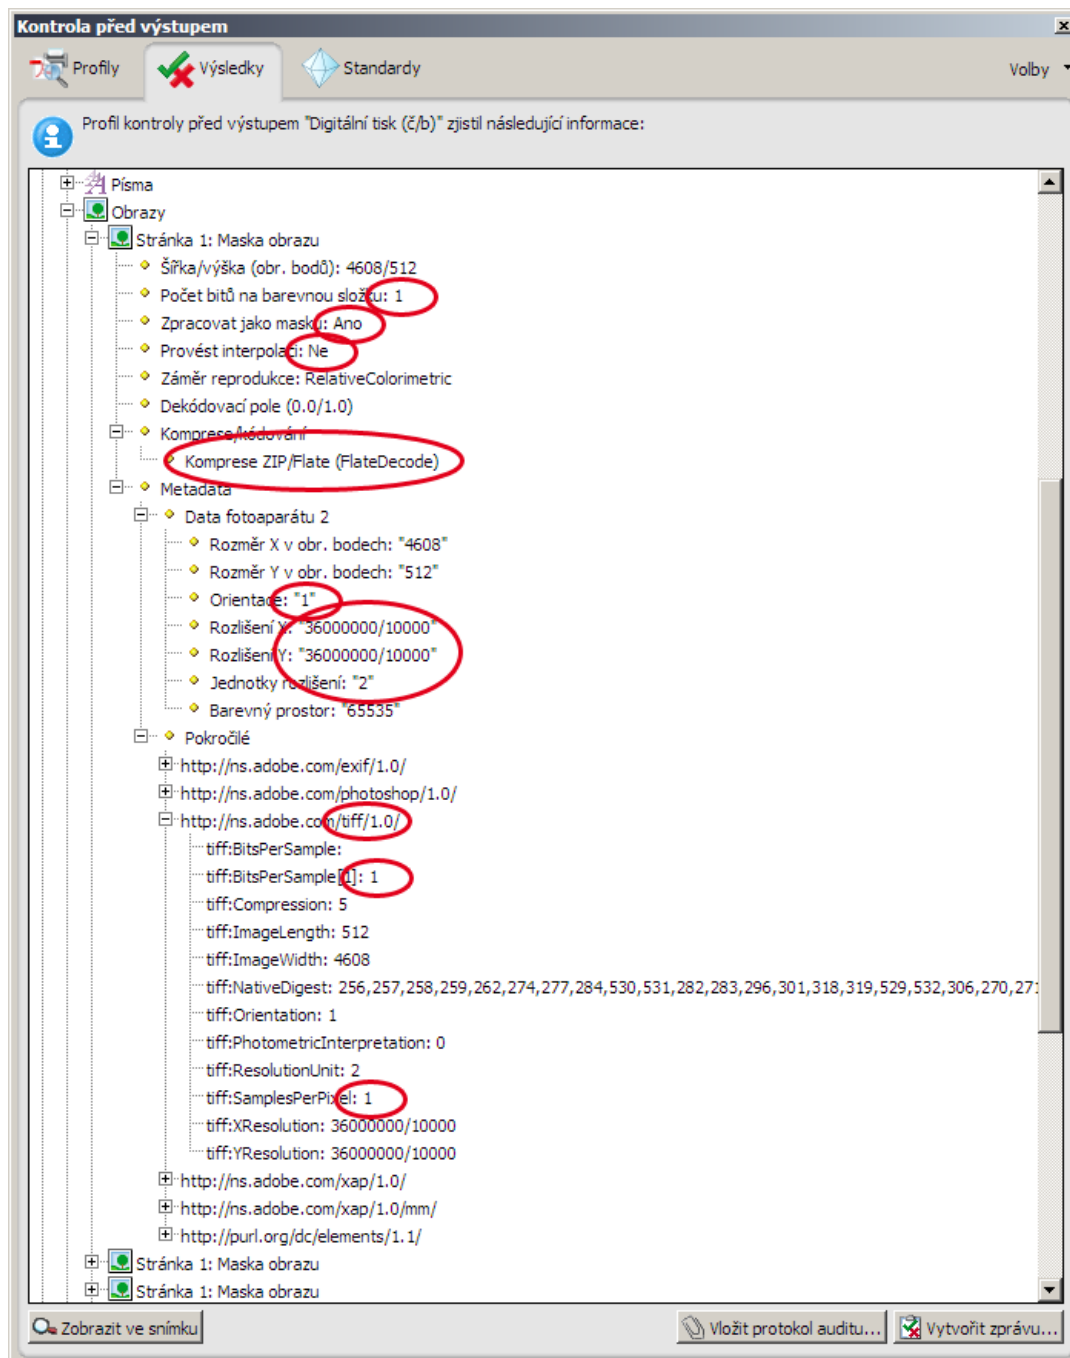 Kontrola před výstupem
Profily
Výsledky
Standardy
Volby
Profil kontroly před výstupem "Digitální tisk (č/b)" zjistil následující informace:
Písma
Obrazy
Stránka 1: Maska obrazu
Šířka/výška (obr. bodů): 4608/512
Počet bitů na barevnou složku: 1
Zpracovat jako masku: Ano
Provést interpolaci: Ne
Záměr reprodukce: RelativeColorimetric
Dekódovací pole (0.0/1.0)
Komprese/kódování
Komprese ZIP/Flate (FlateDecode)
Metadata
Data fotoaparátu 2
Rozměr X v obr. bodech: "4608"
Rozměr Y v obr. bodech: "512"
Orientace: "1"
Rozlišení X: "36000000/10000"
Rozlišení Y: "36000000/10000"
Jednotky rozlišení: "2"
Barevný prostor: "65535"
Pokročilé
http://ns.adobe.com/exif/1.0/
http://ns.adobe.com/photoshop/1.0/
http://ns.adobe.com/tiff/1.0/
tiff:BitsPerSample:
tiff:BitsPerSample[1]: 1
tiff:Compression: 5
tiff:ImageLength: 512
tiff:ImageWidth: 4608
tiff:NativeDigest: 256,257,258,259,262,274,277,284,530,531,282,283,296,301,318,319,529,532,306,270,271
tiff:Orientation: 1
tiff:PhotometricInterpretation: 0
tiff:ResolutionUnit: 2
tiff:SamplesPerPixel: 1
tiff:XResolution: 36000000/10000
tiff:YResolution: 36000000/10000
http://ns.adobe.com/xap/1.0/
http://ns.adobe.com/xap/1.0/mm/
http://purl.org/dc/elements/1.1/
Stránka 1: Maska obrazu
Stránka 1: Maska obrazu
Zobrazit ve snímku
Vložit protokol auditu...
Vytvořit zprávu...